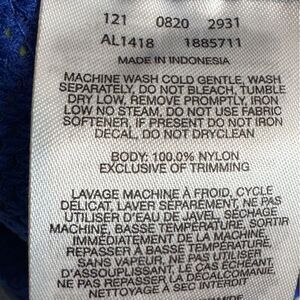 121 0820 2931
AL1418 1885711
MADE IN INDONESIA
MACHINE WASH COLD GENTLE, WASH
SEPARATELY, DO NOT BLEACH, TUMBLE
DRY LOW, REMOVE PROMPTLY, IRON
LOW NO STEAM, DO NOT USE FABRIC
SOFTENER, IF PRESENT DO NOT IRON
DECAL, DO NOT DRYCLEAN
BODY: 100.0% NYLON
EXCLUSIVE OF TRIMMING
LAVAGE MACHINE À FROID, CYCLE
DÉLICAT, LAVER SÉPARÉMENT, NE PAS
UTILISER D'EAU DE JAVEL, SÉCHAGE
MACHINE, BASSE TEMPÉRATURE, SORTIR
IMMÉDIATEMENT DE LA MACHINE,
REPASSER À BASSE TEMPÉRATURE,
SANS VAPEUR, NE PAS UTILISER
D'ASSOUPLISSANT, LE CAS ÉCHÉANT,
NE PAS REPASSER LA DÉCALCOMANIE,
NETTOYAGE À SEC INTERDIT